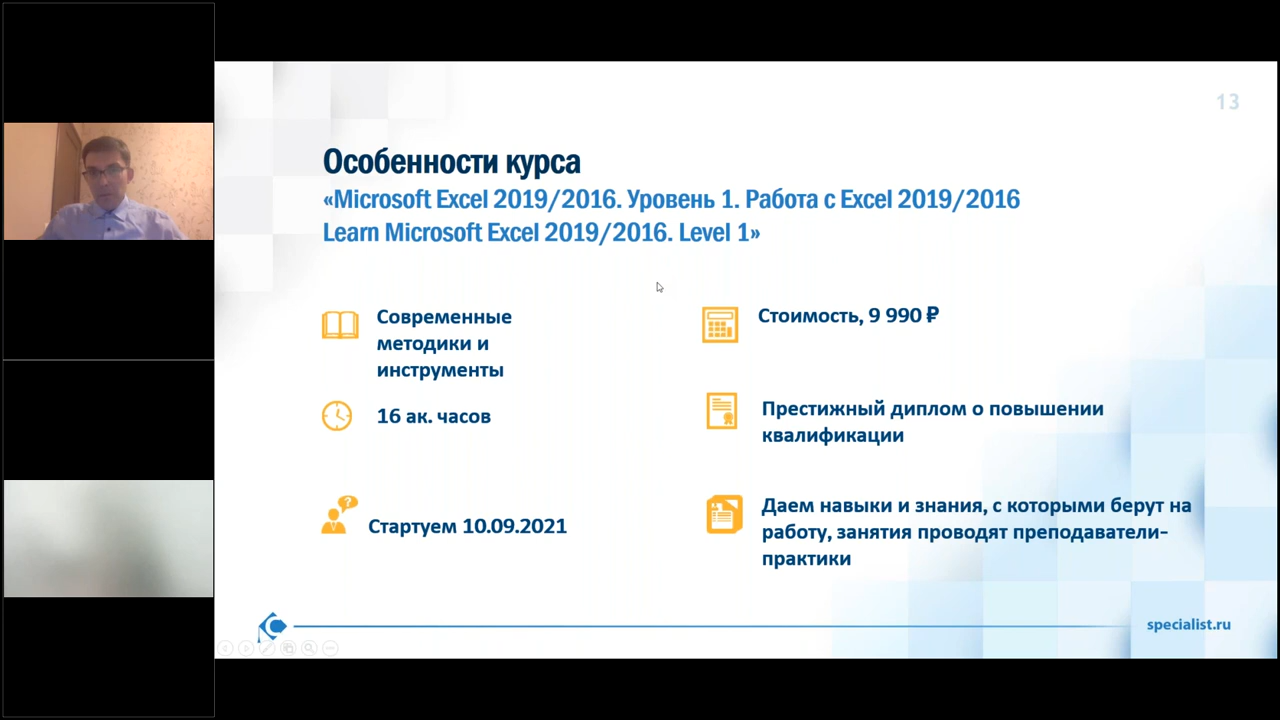 13
Особенности курса
«Microsoft Excel 2019/2016. Уровень 1. Работа с Excel 2019/2016
Learn Microsoft Excel 2019/2016. Level 1»
Современные
методики и
инструменты
Стоимость, 9 990 ₽
16 ак. часов
Престижный диплом о повышении
квалификации
Стартуем 10.09.2021
Даем навыки и знания, с которыми берут на
работу, занятия проводят преподаватели-
практики
specialist.ru